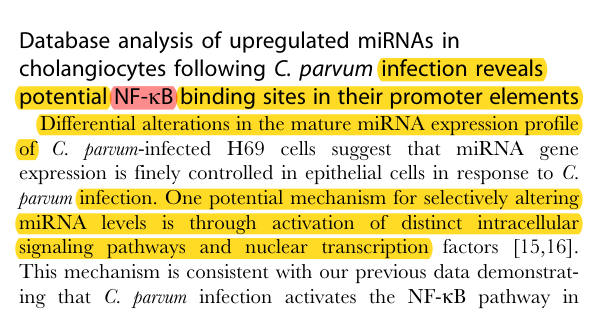 Database analysis of upregulated miRNAs in
cholangiocytes following C. parvum infection reveals
potential NF-κB binding sites in their promoter elements
Differential alterations in the mature miRNA expression profile
of C. parvum-infected H69 cells suggest that miRNA gene
expression is finely controlled in epithelial cells in response to C.
parvum infection. One potential mechanism for selectively altering
miRNA levels is through activation of distinct intracellular
signaling pathways and nuclear transcription factors [15,16].
This mechanism is consistent with our previous data demonstrat-
ing that C. parvum infection activates the NF-κB pathway in